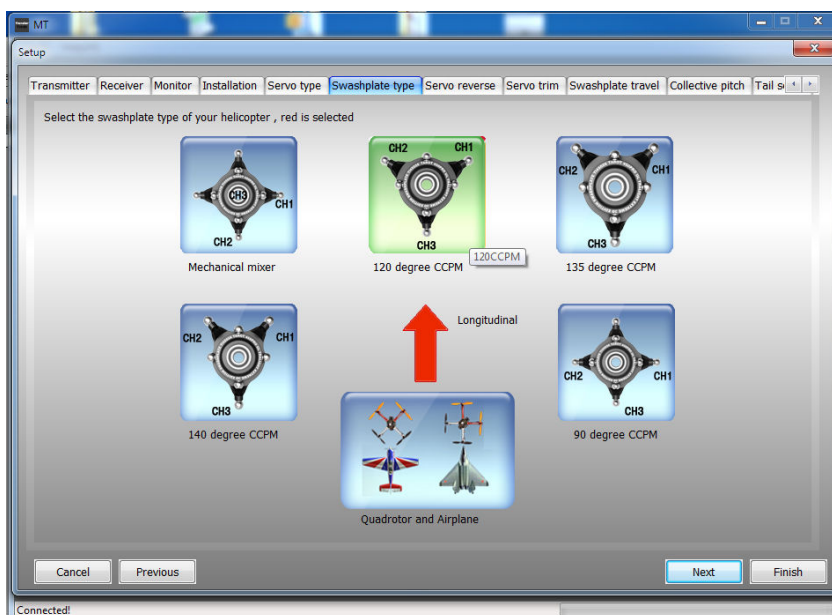 MT
Setup
Transmitter Receiver Monitor Installation Servo type Swashplate type Servo reverse Servo trim Swashplate travel Collective pitch Tail se
Select the swashplate type of your helicopter , red is selected
CH3 CH1 CH2
CH2 CH1 CH3
CH2 CH1 CH3
120CCPM
Mechanical mixer 120 degree CCPM 135 degree CCPM
Longitudinal
CH2 CH1 CH3
CH2 CH1 CH3
140 degree CCPM 90 degree CCPM
Quadrotor and Airplane
Cancel Previous Next Finish
Connected!